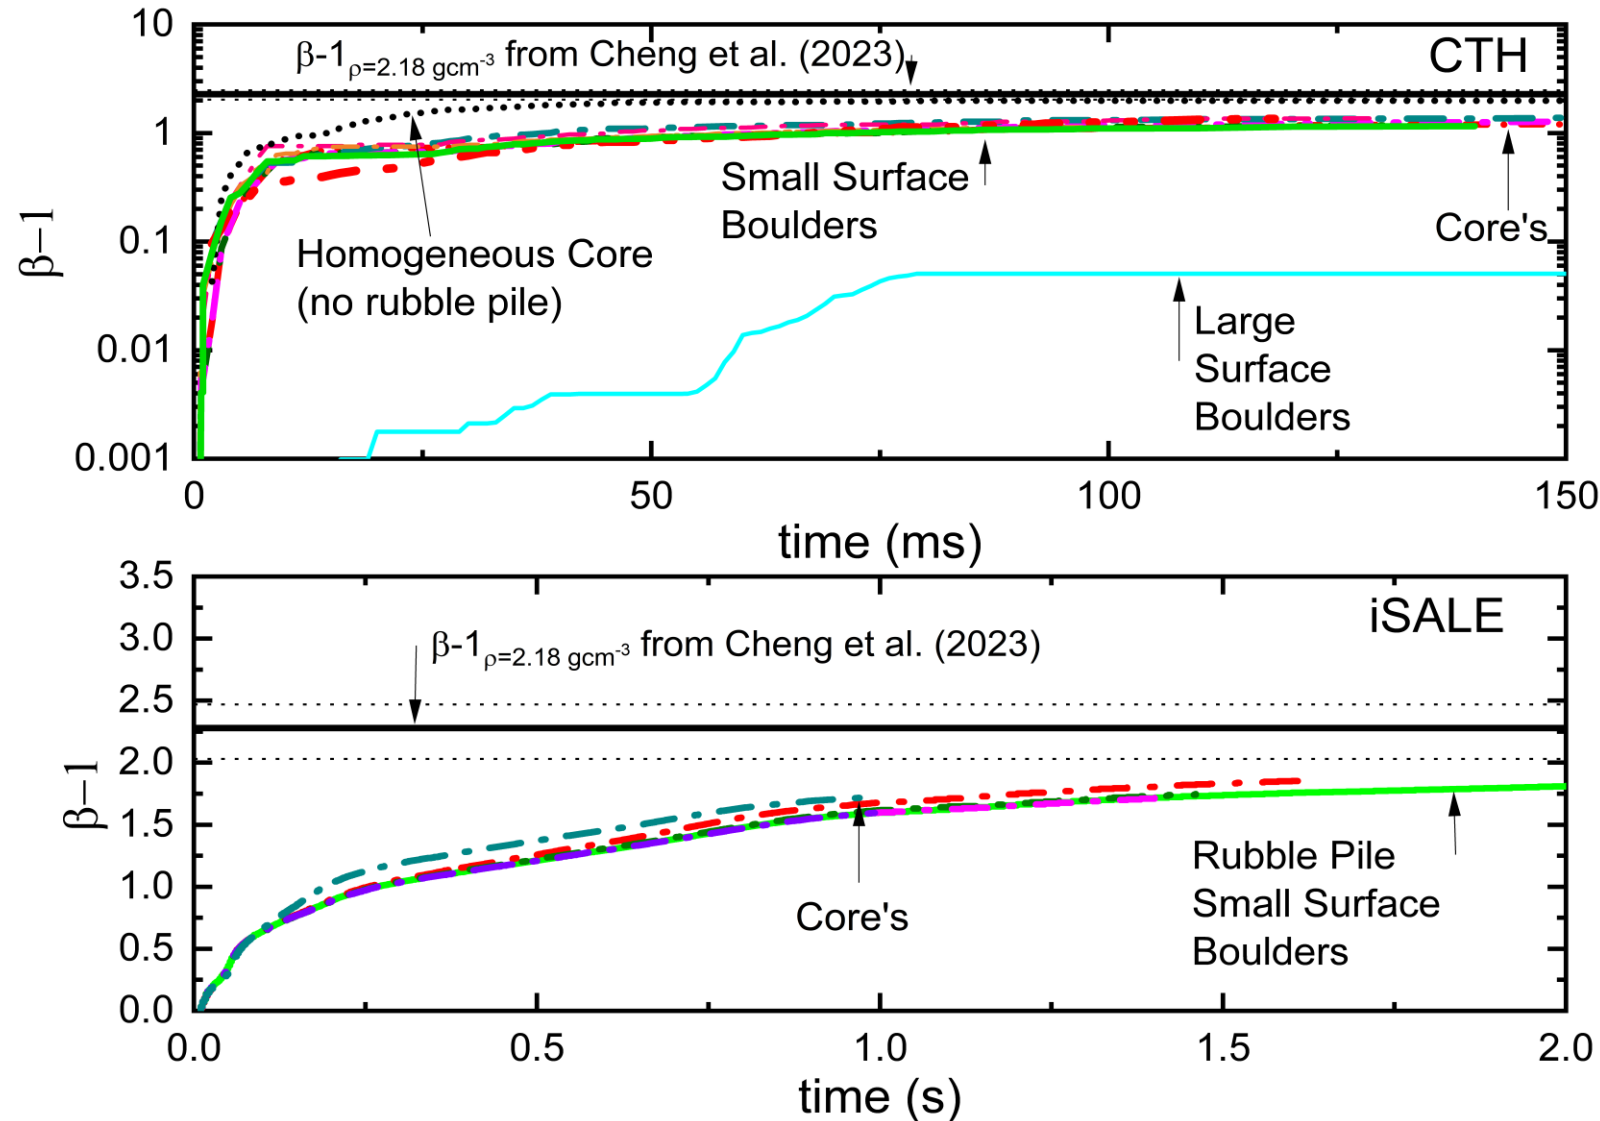 10
β-1ρ=2.18 gcm-3 from Cheng et al. (2023)
CTH
1
Small Surface
Boulders
Core's
0.1
β−1
Homogeneous Core
(no rubble pile)
Large
Surface
Boulders
0.01
0.001
0 50 100 150
time (ms)
3.5
iSALE
3.0
β-1ρ=2.18 gcm-3 from Cheng et al. (2023)
2.5
2.0
β−1
1.5
Rubble Pile
Small Surface
Boulders
1.0
Core's
0.5
0.0
0.0 0.5 1.0 1.5 2.0
time (s)